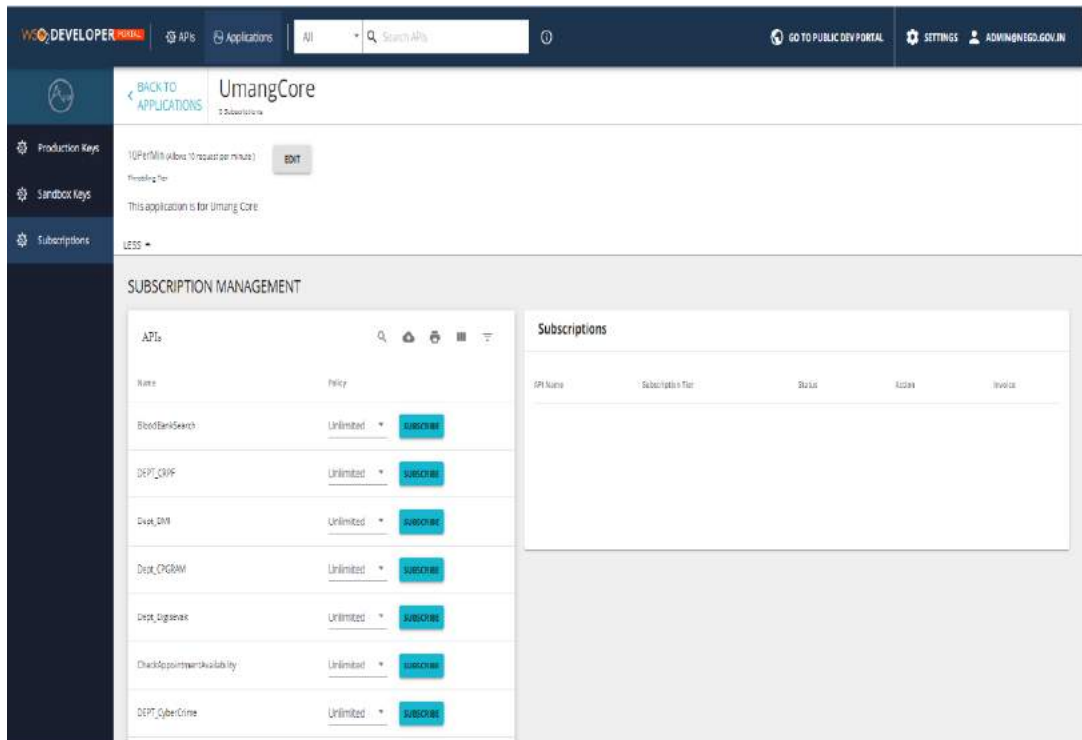 WSO2 DEVELOPER PORTAL APIs Applications All Search APIs GO TO PUBLIC DEV PORTAL SETTINGS ADMIN@NEGD.GOV.IN
BACK TO APPLICATIONS
UmangCore
Subscriptions
Production Keys
Sandbox Keys
Subscriptions
10PerMin (Allows 10 request per minute) EDIT
Throttling Tier
This application is for Umang Core
LESS
SUBSCRIPTION MANAGEMENT
APIs
Name Policy
BloodBankSearch Unlimited SUBSCRIBE
DEPT_CRPF Unlimited SUBSCRIBE
Dept_DMI Unlimited SUBSCRIBE
Dept_CPGRAM Unlimited SUBSCRIBE
Dept_Digisevak Unlimited SUBSCRIBE
CheckAppointmentAvailability Unlimited SUBSCRIBE
DEPT_CyberCrime Unlimited SUBSCRIBE
Subscriptions
API Name Subscription Tier Status Action Invoice